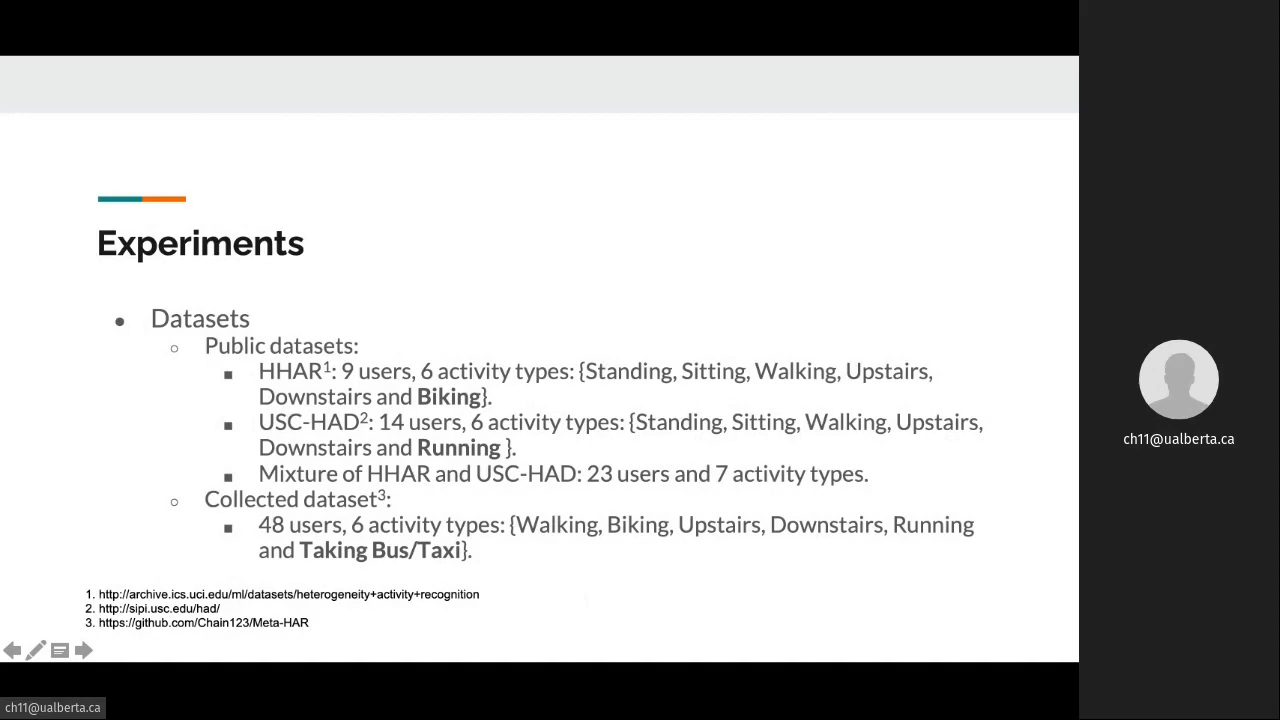 Experiments
● Datasets
○ Public datasets:
■ HHAR¹: 9 users, 6 activity types: {Standing, Sitting, Walking, Upstairs,
Downstairs and Biking}.
■ USC-HAD²: 14 users, 6 activity types: {Standing, Sitting, Walking, Upstairs,
Downstairs and Running }.
■ Mixture of HHAR and USC-HAD: 23 users and 7 activity types.
○ Collected dataset³:
■ 48 users, 6 activity types: {Walking, Biking, Upstairs, Downstairs, Running
and Taking Bus/Taxi}.
1. http://archive.ics.uci.edu/ml/datasets/heterogeneity+activity+recognition
2. http://sipi.usc.edu/had/
3. https://github.com/Chain123/Meta-HAR
ch11@ualberta.ca
ch11@ualberta.ca